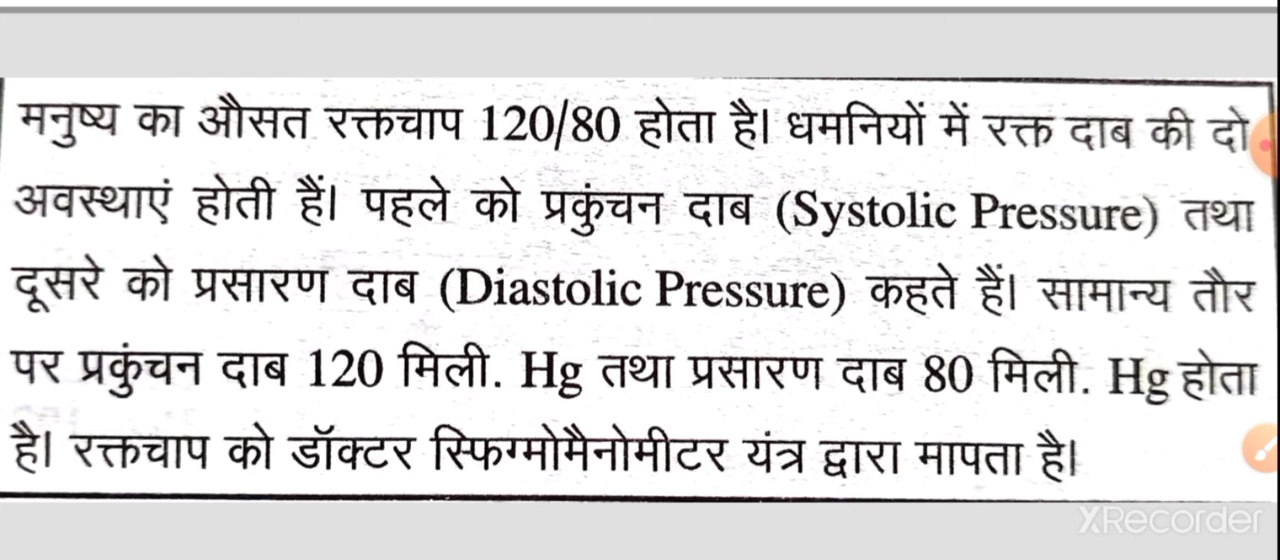 मनुष्य का औसत रक्तचाप 120/80 होता है। धमनियों में रक्त दाब की दो
अवस्थाएं होती हैं। पहले को प्रकुंचन दाब (Systolic Pressure) तथा
दूसरे को प्रसारण दाब (Diastolic Pressure) कहते हैं। सामान्य तौर
पर प्रकुंचन दाब 120 मिली. Hg तथा प्रसारण दाब 80 मिली. Hg होता
है। रक्तचाप को डॉक्टर स्फिग्मोमैनोमीटर यंत्र द्वारा मापता है।
XRecorder